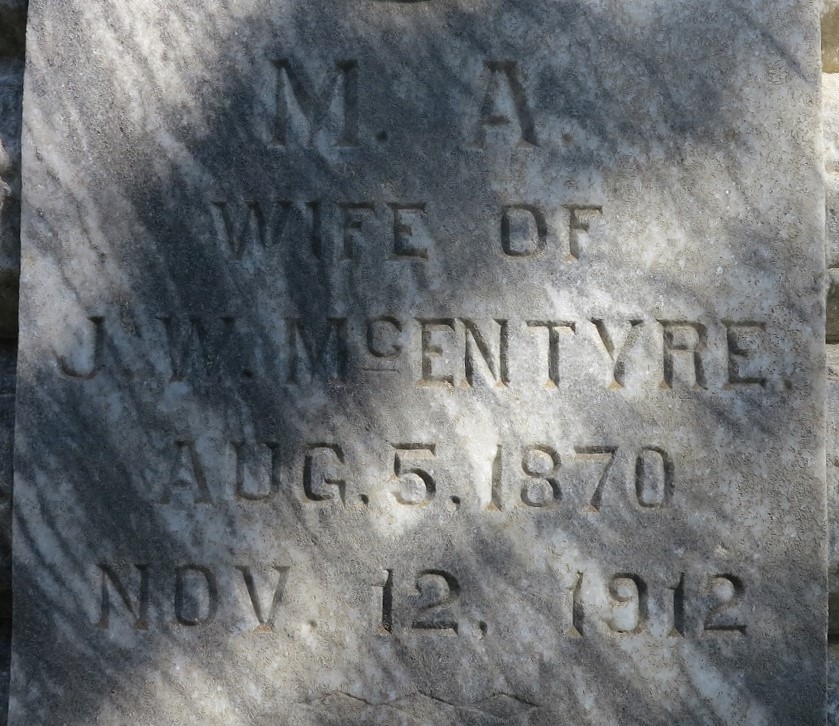 M. A.
WIFE OF
J. W. McENTYRE.
AUG. 5, 1870
NOV. 12, 1912